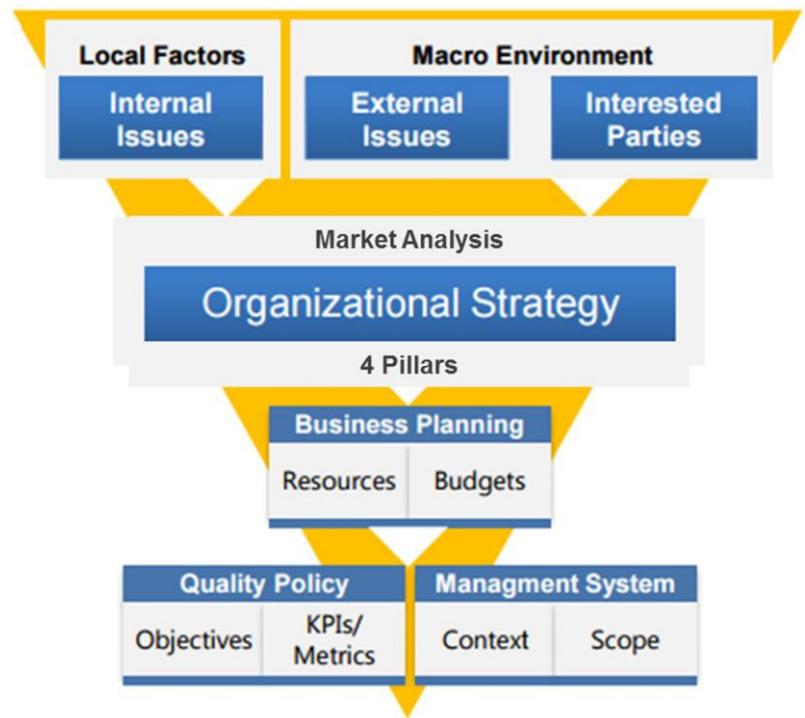 Local Factors
Macro Environment
Internal
Issues
External
Issues
Interested
Parties
Market Analysis
Organizational Strategy
4 Pillars
Business Planning
Resources
Budgets
Quality Policy
Managment System
Objectives
KPIs/
Metrics
Context
Scope